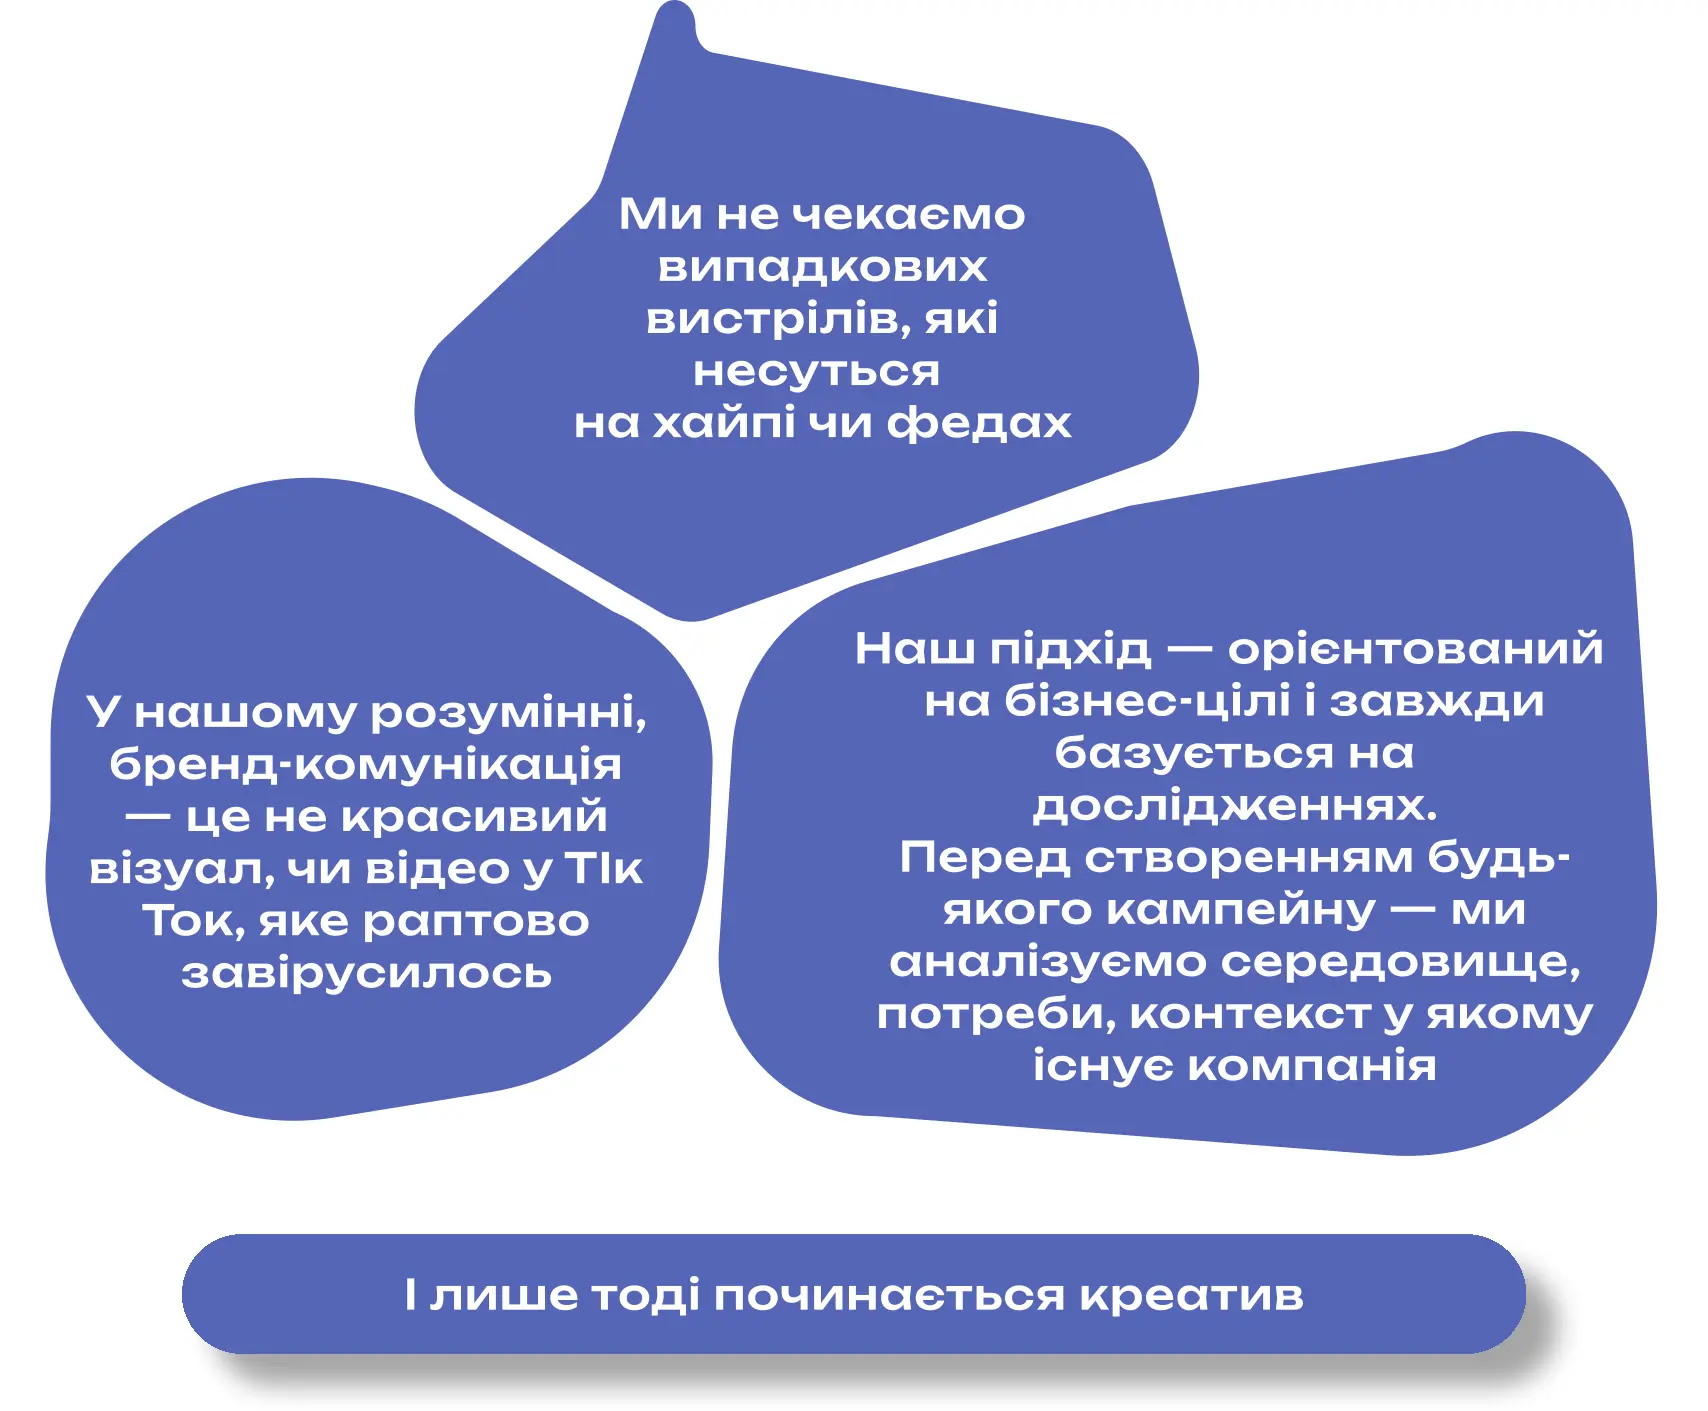 Ми не чекаємо
випадкових
вистрілів, які
несуться
на хайпі чи федах
У нашому розумінні,
бренд-комунікація
— це не красивий
візуал, чи відео у ТІк
Ток, яке раптово
завірусилось
Наш підхід — орієнтований
на бізнес-цілі і завжди
базується на
дослідженнях.
Перед створенням будь-
якого кампейну — ми
аналізуємо середовище,
потреби, контекст у якому
існує компанія
І лише тоді починається креатив